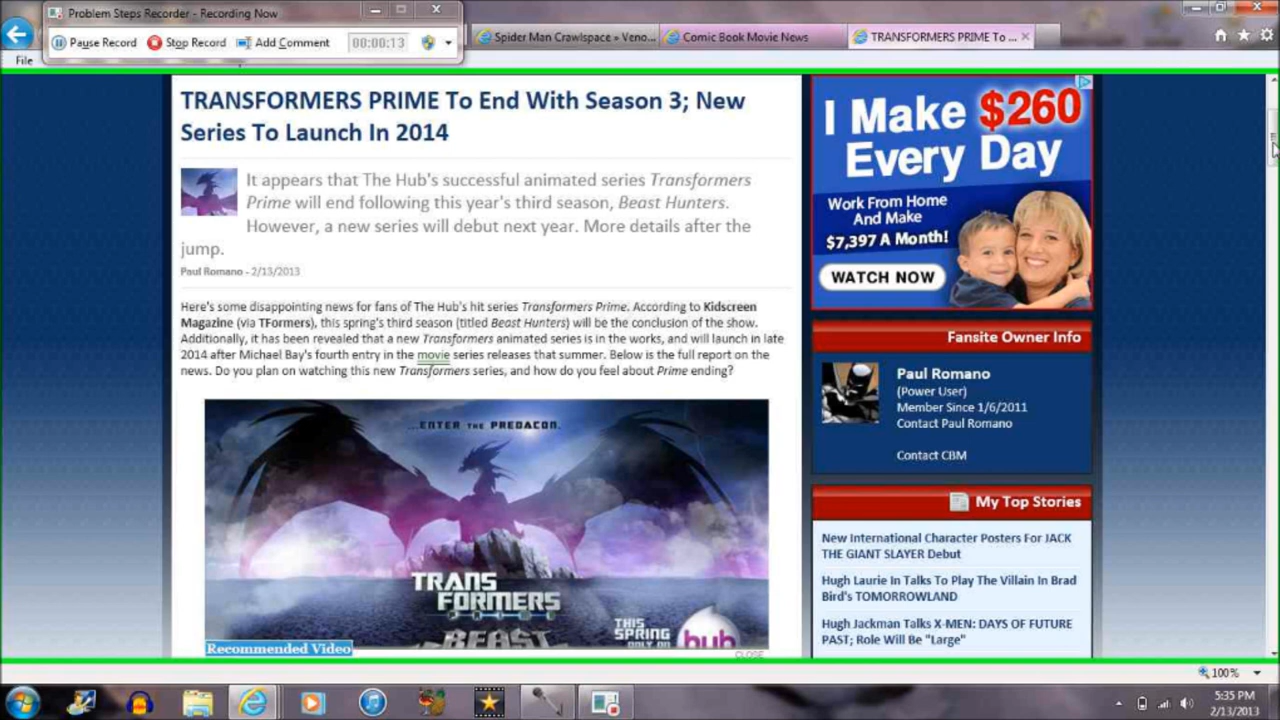 Problem Steps Recorder - Recording Now
Pause Record
Stop Record
Add Comment
00:00:13
Spider Man Crawlspace » Veno...
Comic Book Movie News
TRANSFORMERS PRIME To ...
File
TRANSFORMERS PRIME To End With Season 3; New
Series To Launch In 2014
It appears that The Hub's successful animated series Transformers
Prime will end following this year's third season, Beast Hunters.
However, a new series will debut next year. More details after the
jump.
Paul Romano - 2/13/2013
Here's some disappointing news for fans of The Hub's hit series Transformers Prime. According to Kidscreen
Magazine (via TFormers), this spring's third season (titled Beast Hunters) will be the conclusion of the show.
Additionally, it has been revealed that a new Transformers animated series is in the works, and will launch in late
2014 after Michael Bay's fourth entry in the movie series releases that summer. Below is the full report on the
news. Do you plan on watching this new Transformers series, and how do you feel about Prime ending?
...ENTER THE PREDACON.
TRANS
FORMERS
PRIME
BEAST
THIS
SPRING
ONLY ON
hub
Recommended Video
CLOSE
I Make $260
Every Day
Work From Home
And Make
$7,397 A Month!
WATCH NOW
Fansite Owner Info
Paul Romano
(Power User)
Member Since 1/6/2011
Contact Paul Romano
Contact CBM
My Top Stories
New International Character Posters For JACK
THE GIANT SLAYER Debut
Hugh Laurie In Talks To Play The Villain In Brad
Bird's TOMORROWLAND
Hugh Jackman Talks X-MEN: DAYS OF FUTURE
PAST; Role Will Be "Large"
100%
5:35 PM
2/13/2013